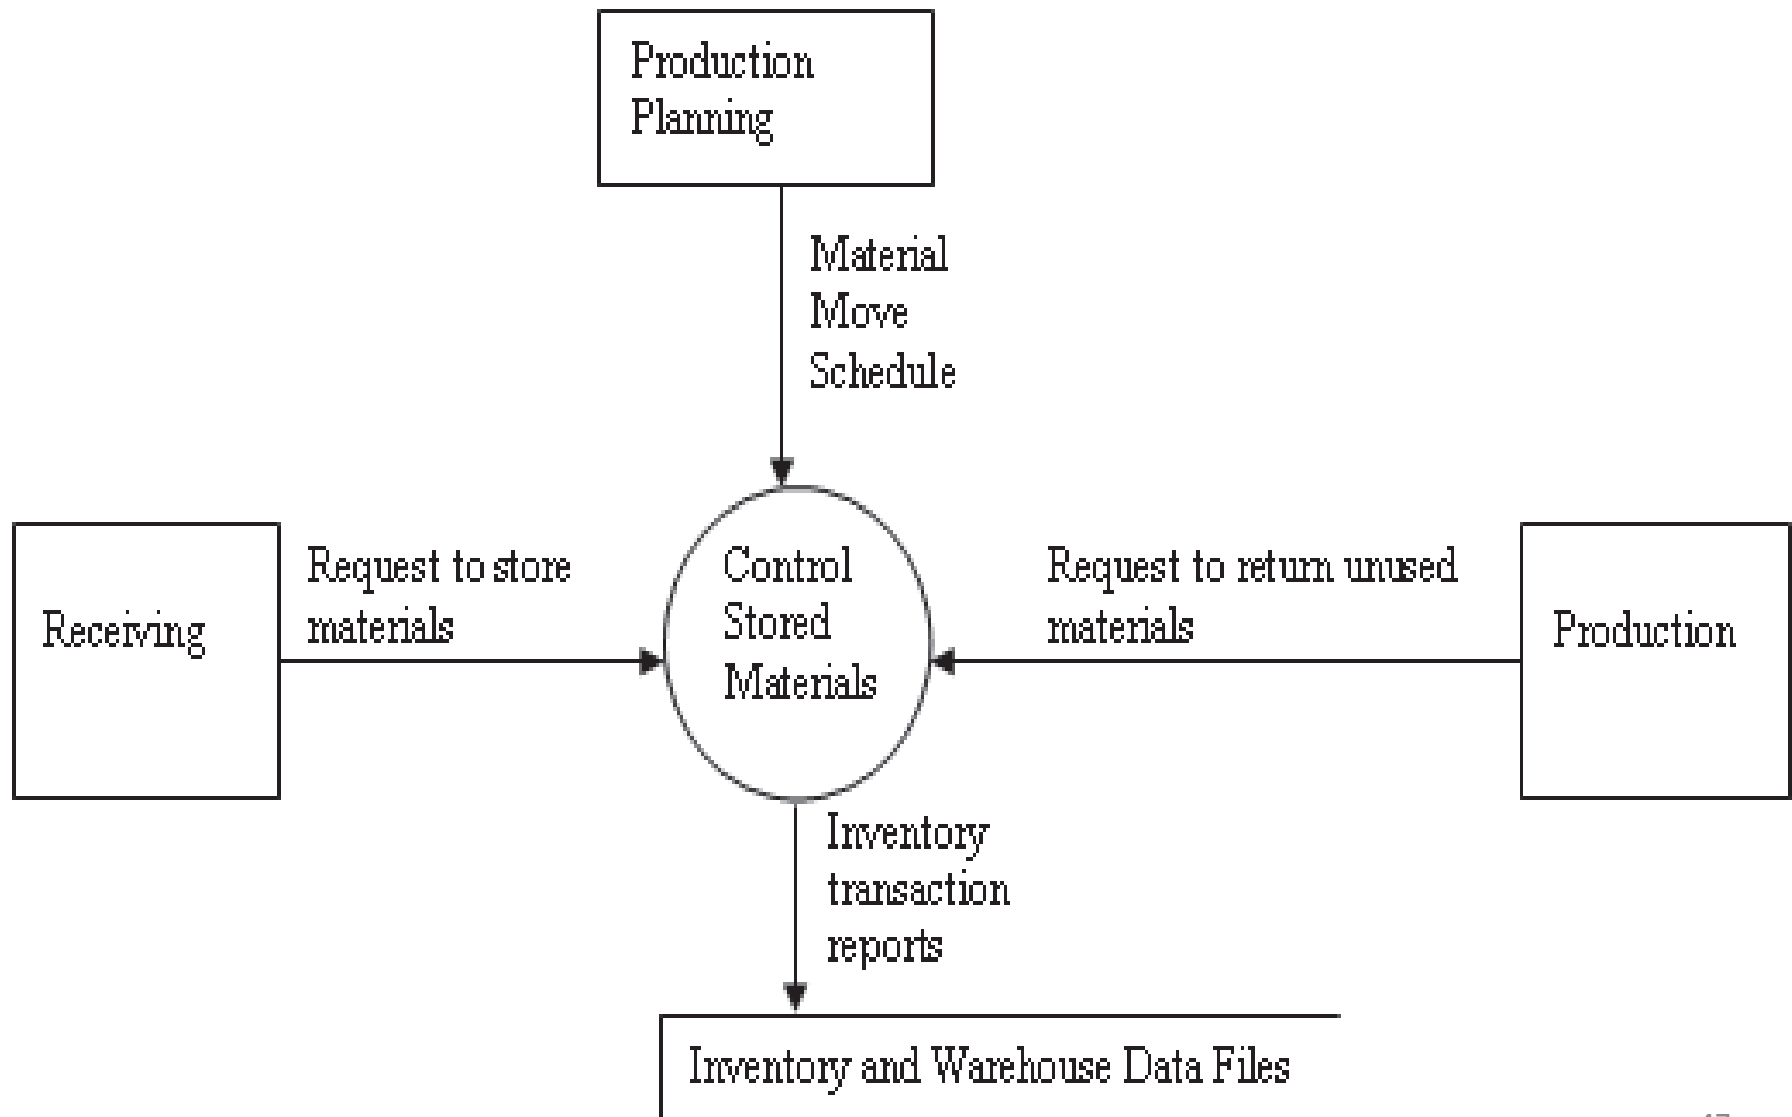 Production
Planning
Material
Move
Schedule
Receiving
Request to store
materials
Control
Stored
Materials
Request to return unused
materials
Production
Inventory
transaction
reports
Inventory and Warehouse Data Files